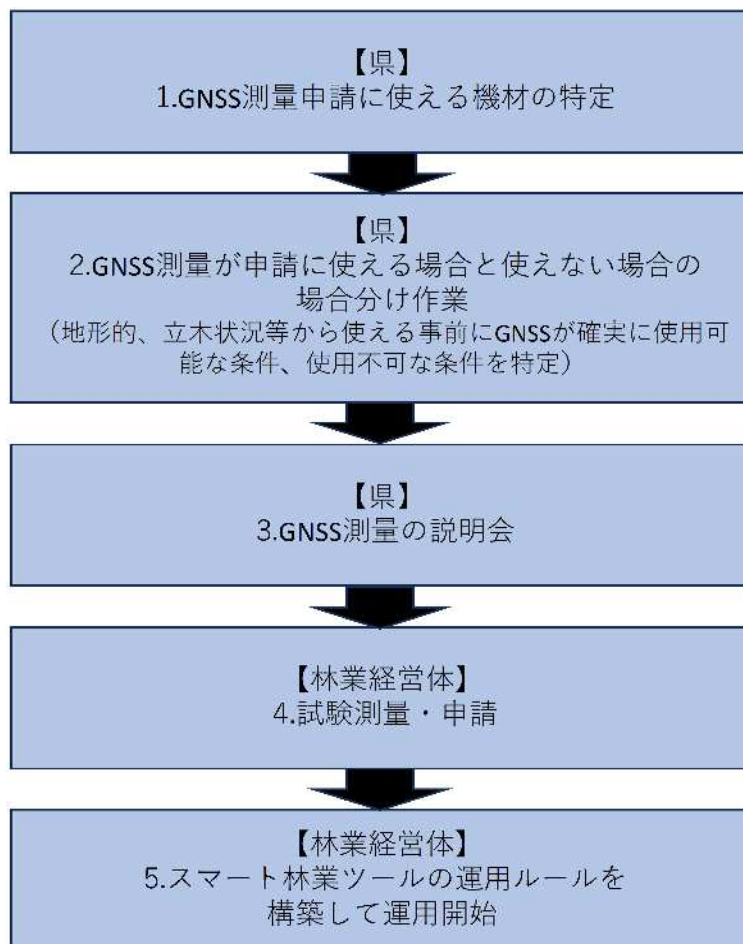 【県】
1.GNSS測量申請に使える機材の特定
【県】
2.GNSS測量が申請に使える場合と使えない場合の
場合分け作業
（地形的、立木状況等から使える事前にGNSSが確実に使用可
能な条件、使用不可な条件を特定）
【県】
3.GNSS測量の説明会
【林業経営体】
4.試験測量・申請
【林業経営体】
5.スマート林業ツールの運用ルールを
構築して運用開始